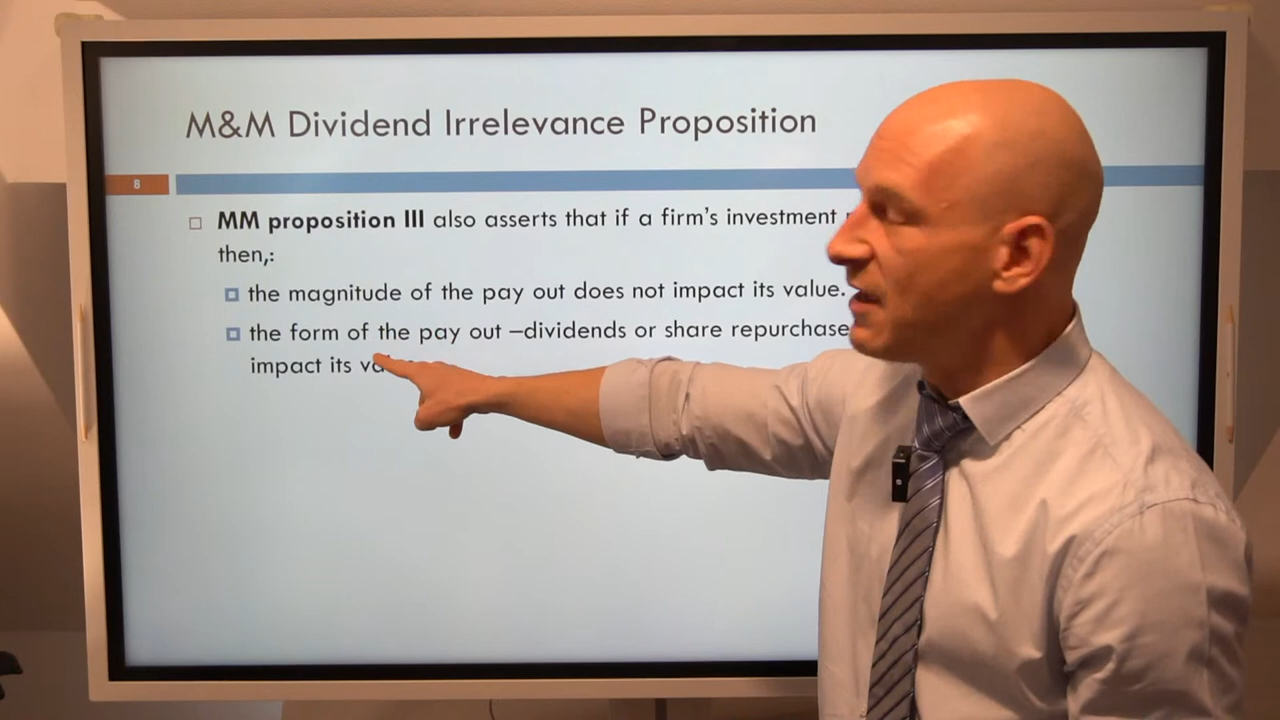 M&M Dividend Irrelevance Proposition
8
MM proposition III also asserts that if a firm's investment
then,:
the magnitude of the pay out does not impact its value.
the form of the pay out –dividends or share repurchase
impact its